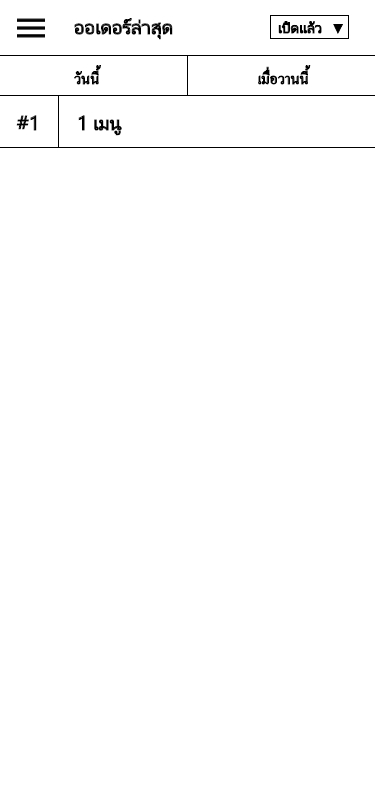 ออเดอร์ล่าสุด
เปิดแล้ว ▼
วันนี้
เมื่อวานนี้
#1
1 เมนู